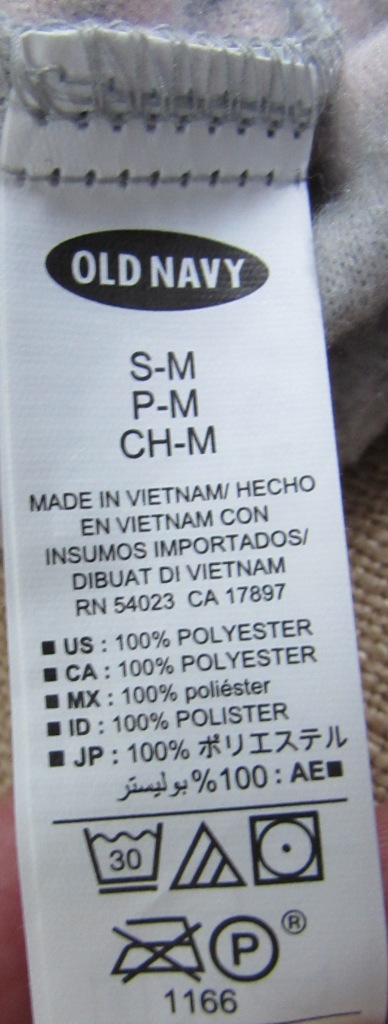 OLD NAVY
S-M
P-M
CH-M
MADE IN VIETNAM/ HECHO
EN VIETNAM CON
INSUMOS IMPORTADOS/
DIBUAT DI VIETNAM
RN 54023 CA 17897
■ US : 100% POLYESTER
■ CA : 100% POLYESTER
■ MX : 100% poliéster
■ ID : 100% POLISTER
■ JP : 100% ポリエステル
■AE : 100% بوليستر
30
P ®
1166